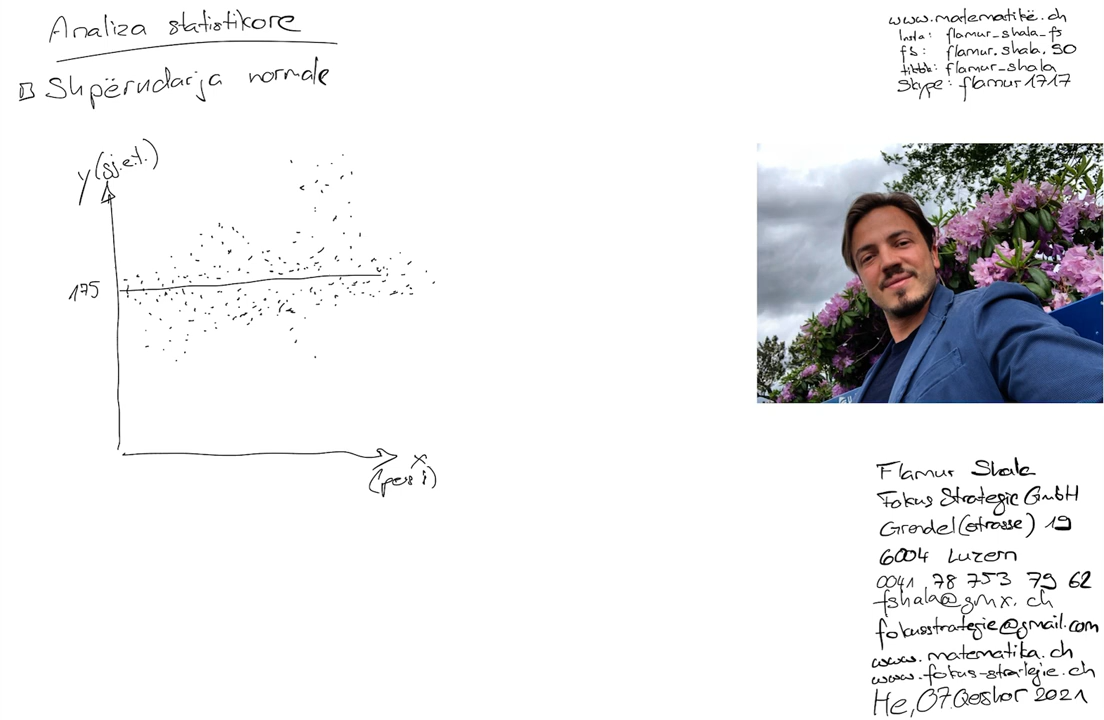 Analiza statistikore
Shpërndarja normale
y (gj.e.t.)
175
x
(pers i)
www.matematikë.ch
Insta: flamur_shala_fs
fb: flamur.shala.50
tiktok: flamur_shala
Skype: flamur1717
Flamur Shala
Fokus Strategie GmbH
Grendel(strasse) 19
6004 Luzern
0041 78 753 79 62
fshala@gmx.ch
fokusstrategie@gmail.com
www.matematika.ch
www.fokus-strategie.ch
He, 07.Qershor 2021